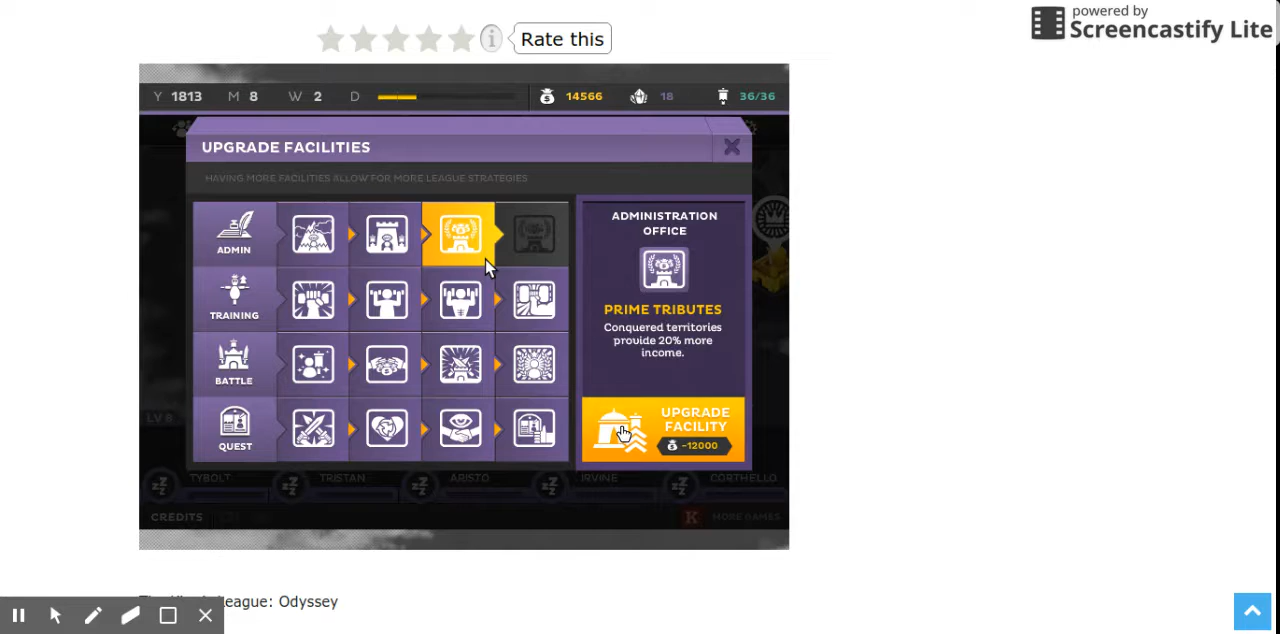 powered by
Screencastify Lite
Rate this
Y 1813 M 8 W 2 D 14566 18 36/36
UPGRADE FACILITIES
HAVING MORE FACILITIES ALLOW FOR MORE LEAGUE STRATEGIES
ADMIN
TRAINING
BATTLE
QUEST
ADMINISTRATION
OFFICE
PRIME TRIBUTES
Conquered territories
provide 20% more
income.
UPGRADE
FACILITY
-12000
LV 8
TYBOLT TRISTAN ARISTO IRVINE CORTHELLO
CREDITS
K MORE GAMES
League: Odyssey